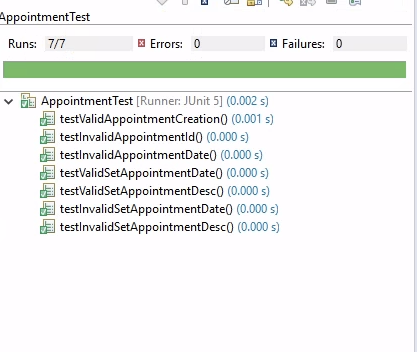 AppointmentTest
Runs: 7/7 Errors: 0 Failures: 0
AppointmentTest [Runner: JUnit 5] (0.002 s)
testValidAppointmentCreation() (0.001 s)
testInvalidAppointmentId() (0.000 s)
testInvalidAppointmentDate() (0.000 s)
testValidSetAppointmentDate() (0.000 s)
testValidSetAppointmentDesc() (0.000 s)
testInvalidSetAppointmentDate() (0.000 s)
testInvalidSetAppointmentDesc() (0.000 s)